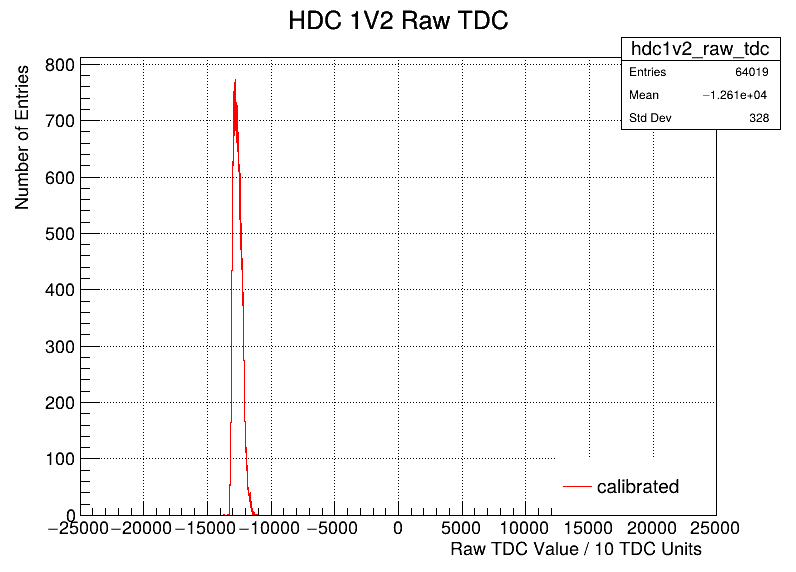 HDC 1V2 Raw TDC
hdc1v2_raw_tdc
Entries 64019
Mean −1.261e+04
Std Dev 328
Number of Entries
800
700
600
500
400
300
200
100
0
−25000 −20000 −15000 −10000 −5000 0 5000 10000 15000 20000 25000
calibrated
Raw TDC Value / 10 TDC Units